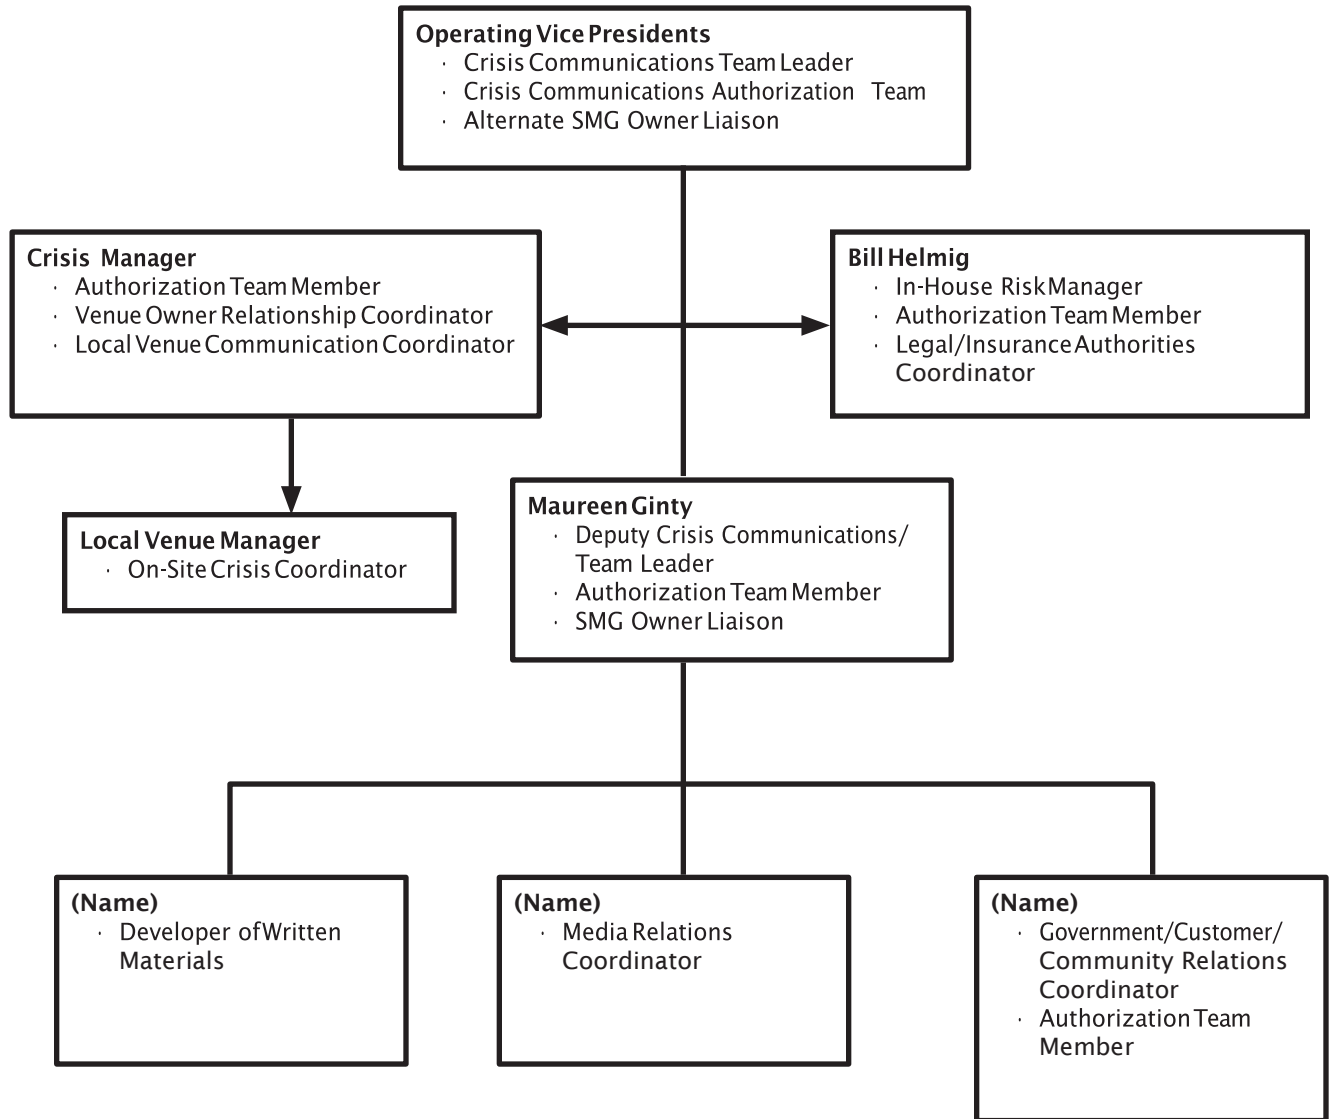 Operating Vice Presidents
· Crisis Communications Team Leader
· Crisis Communications Authorization Team
· Alternate SMG Owner Liaison
Crisis Manager
· Authorization Team Member
· Venue Owner Relationship Coordinator
· Local Venue Communication Coordinator
Bill Helmig
· In-House Risk Manager
· Authorization Team Member
· Legal/Insurance Authorities
Coordinator
Local Venue Manager
· On-Site Crisis Coordinator
Maureen Ginty
· Deputy Crisis Communications/
Team Leader
· Authorization Team Member
· SMG Owner Liaison
(Name)
· Developer of Written
Materials
(Name)
· Media Relations
Coordinator
(Name)
· Government/Customer/
Community Relations
Coordinator
· Authorization Team
Member